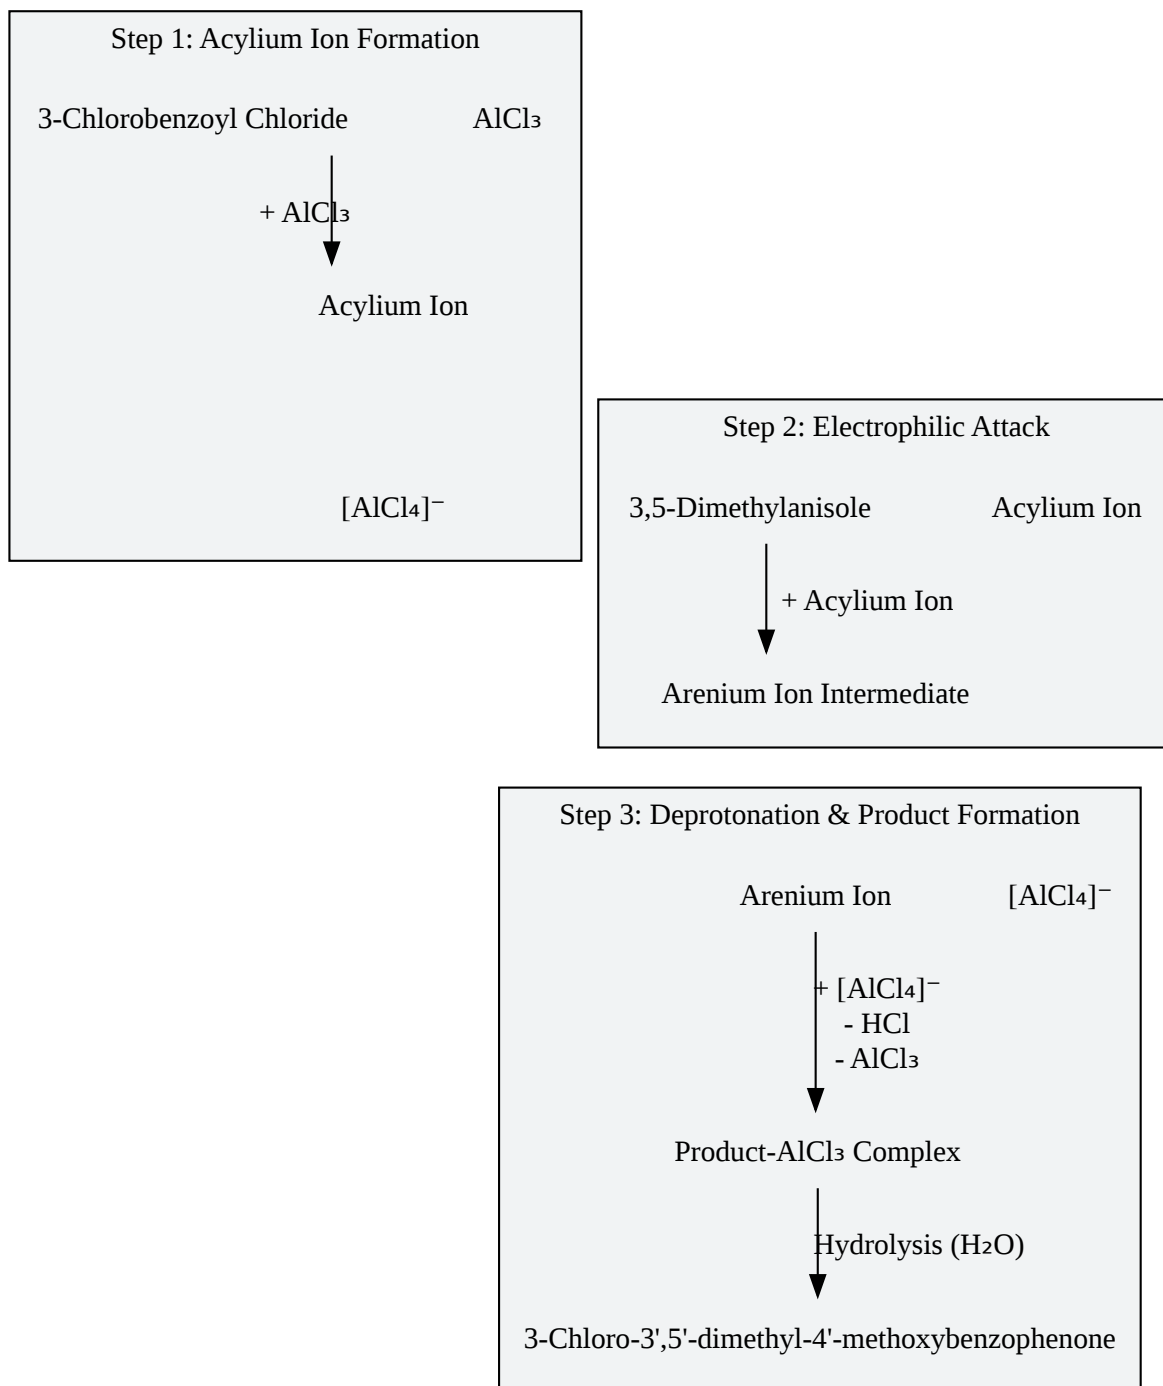 Step 1: Acylium Ion Formation
3-Chlorobenzoyl Chloride
AlCl₃
+ AlCl₃
Acylium Ion
[AlCl₄]⁻
Step 2: Electrophilic Attack
3,5-Dimethylanisole
Acylium Ion
+ Acylium Ion
Arenium Ion Intermediate
Step 3: Deprotonation & Product Formation
Arenium Ion
[AlCl₄]⁻
+ [AlCl₄]⁻
- HCl
- AlCl₃
Product-AlCl₃ Complex
Hydrolysis (H₂O)
3-Chloro-3',5'-dimethyl-4'-methoxybenzophenone